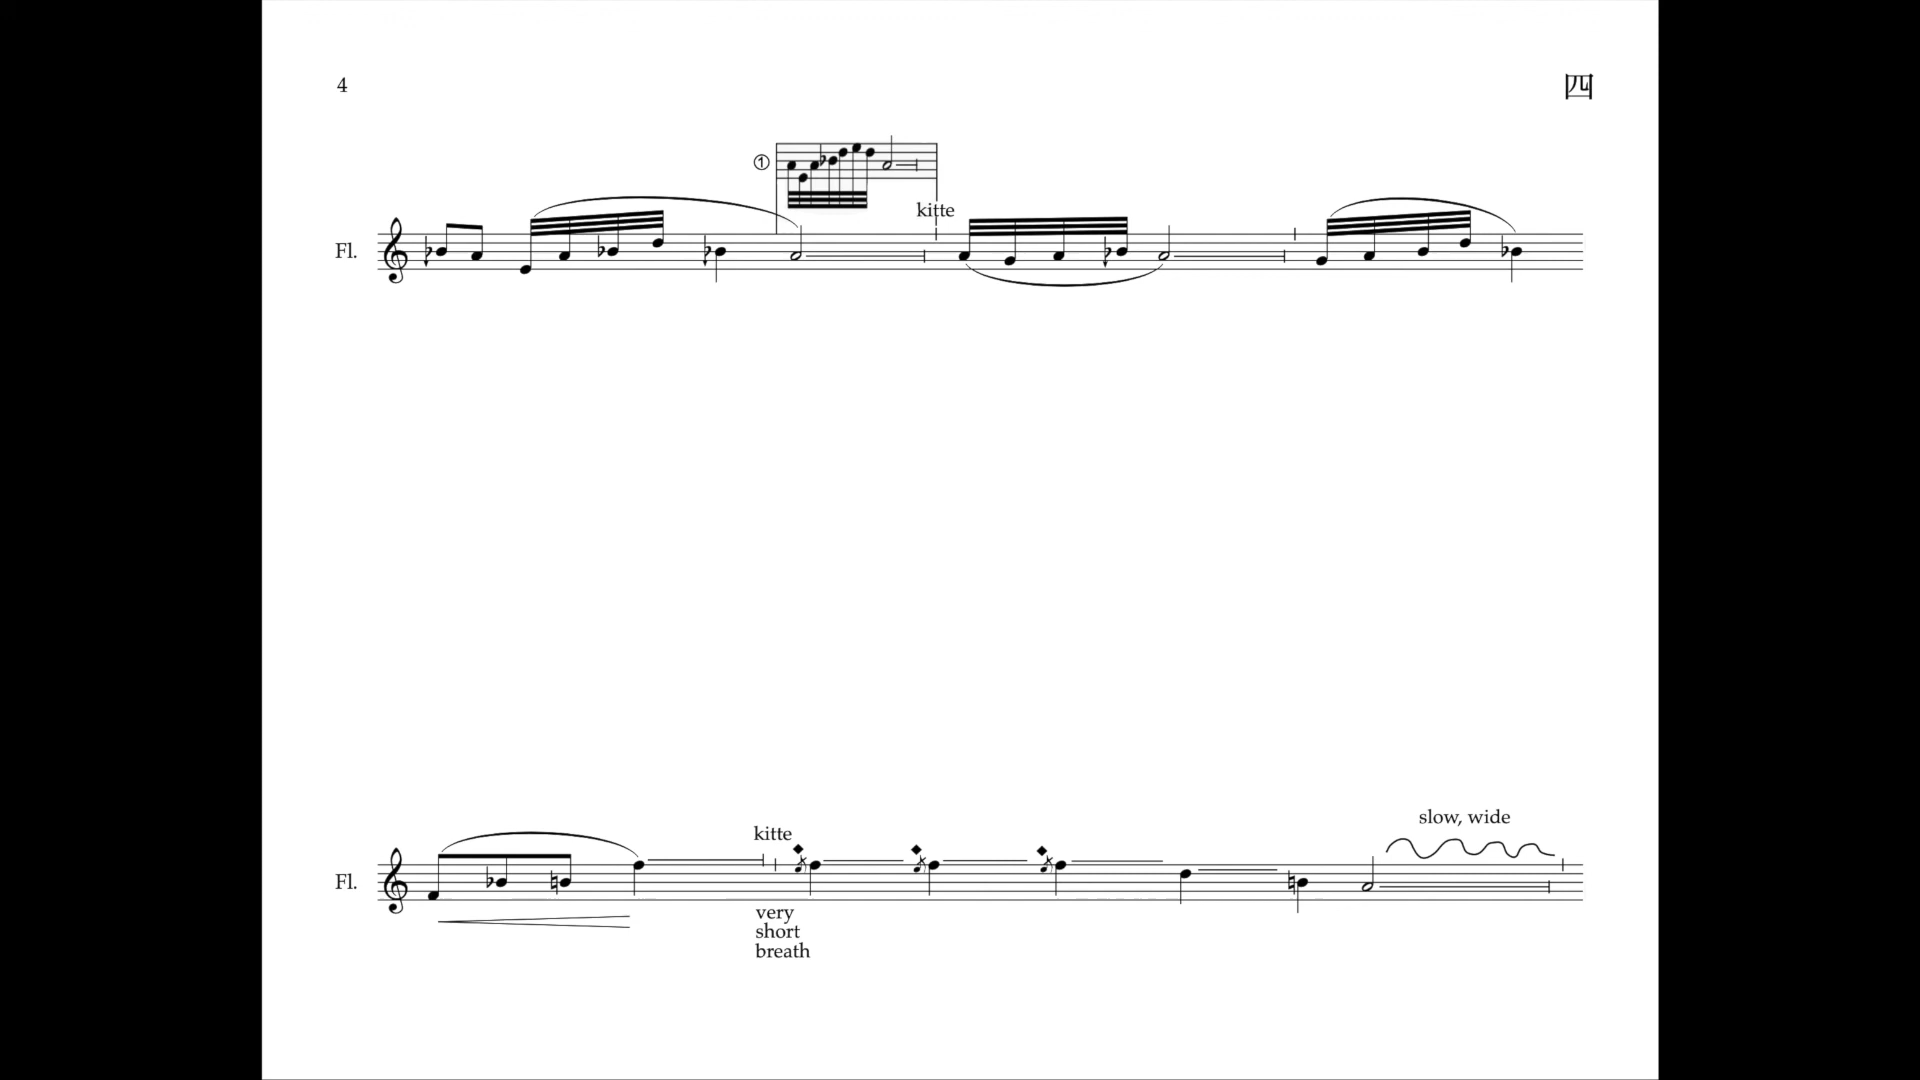 4
四
①
kitte
Fl.
slow, wide
kitte
Fl.
very
short
breath